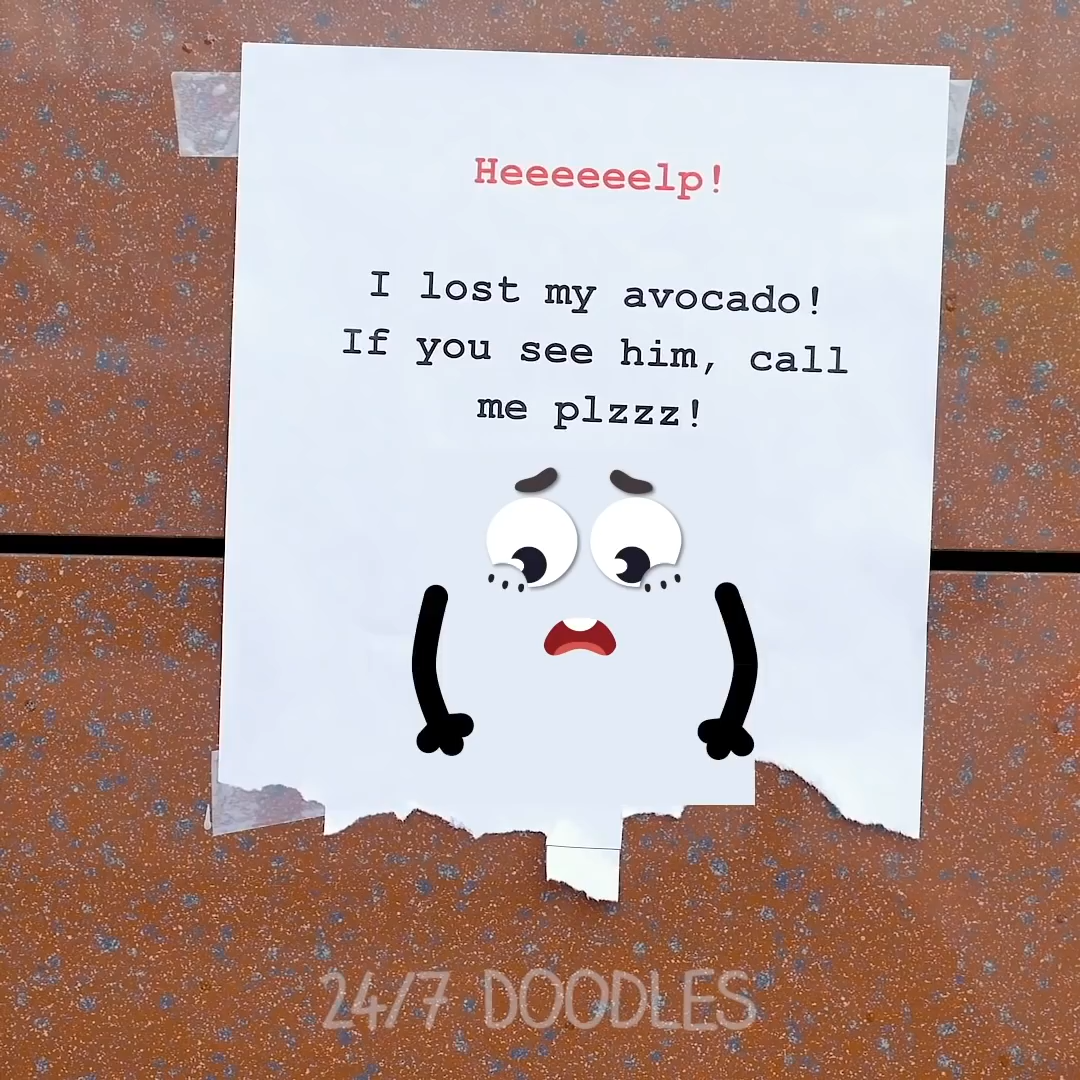 Heeeeeelp!
I lost my avocado!
If you see him, call
me plzzz!
24/7 DOODLES